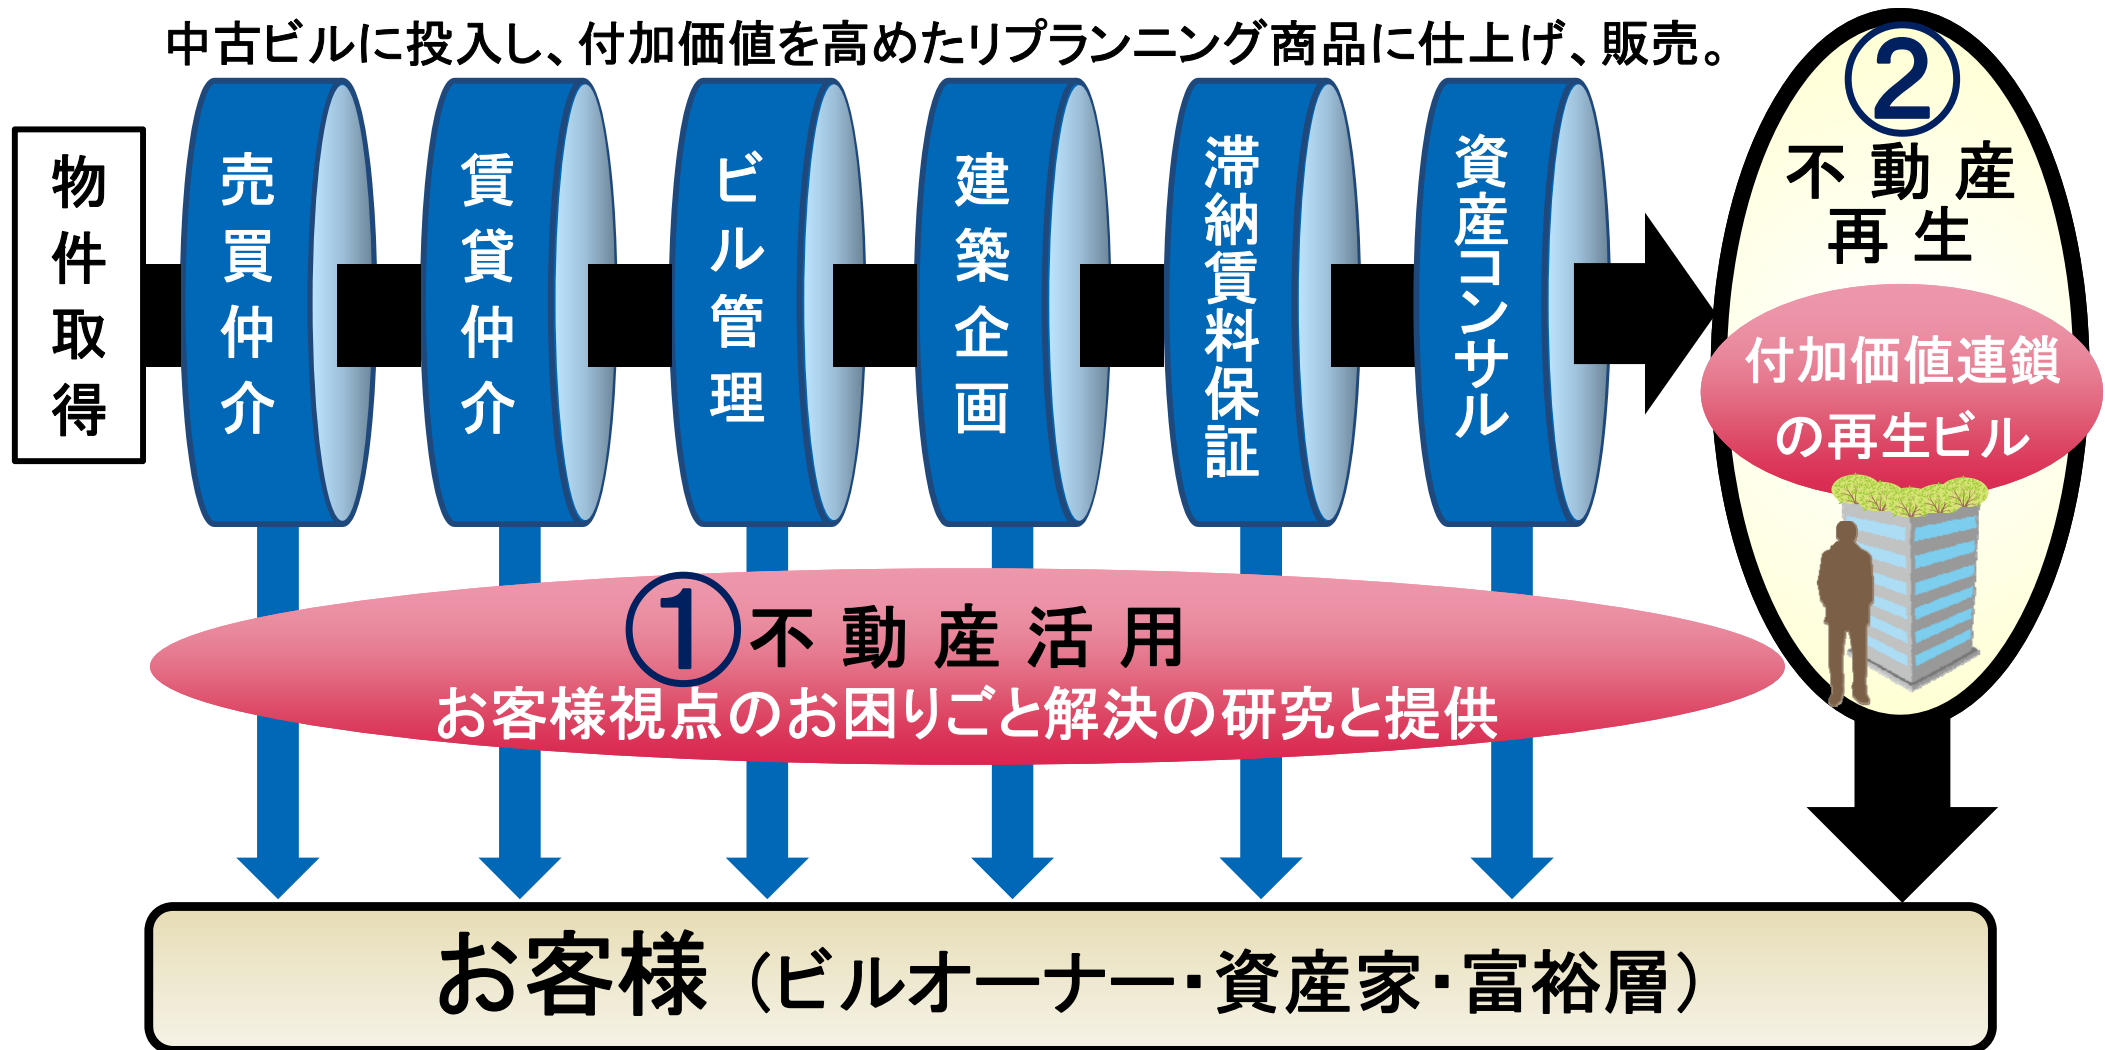 中古ビルに投入し、付加価値を高めたリプランニング商品に仕上げ、販売。
物件取得
売買仲介
賃貸仲介
ビル管理
建築企画
滞納賃料保証
資産コンサル
②
不動産
再生
付加価値連鎖
の再生ビル
①不動産活用
お客様視点のお困りごと解決の研究と提供
お客様（ビルオーナー・資産家・富裕層）